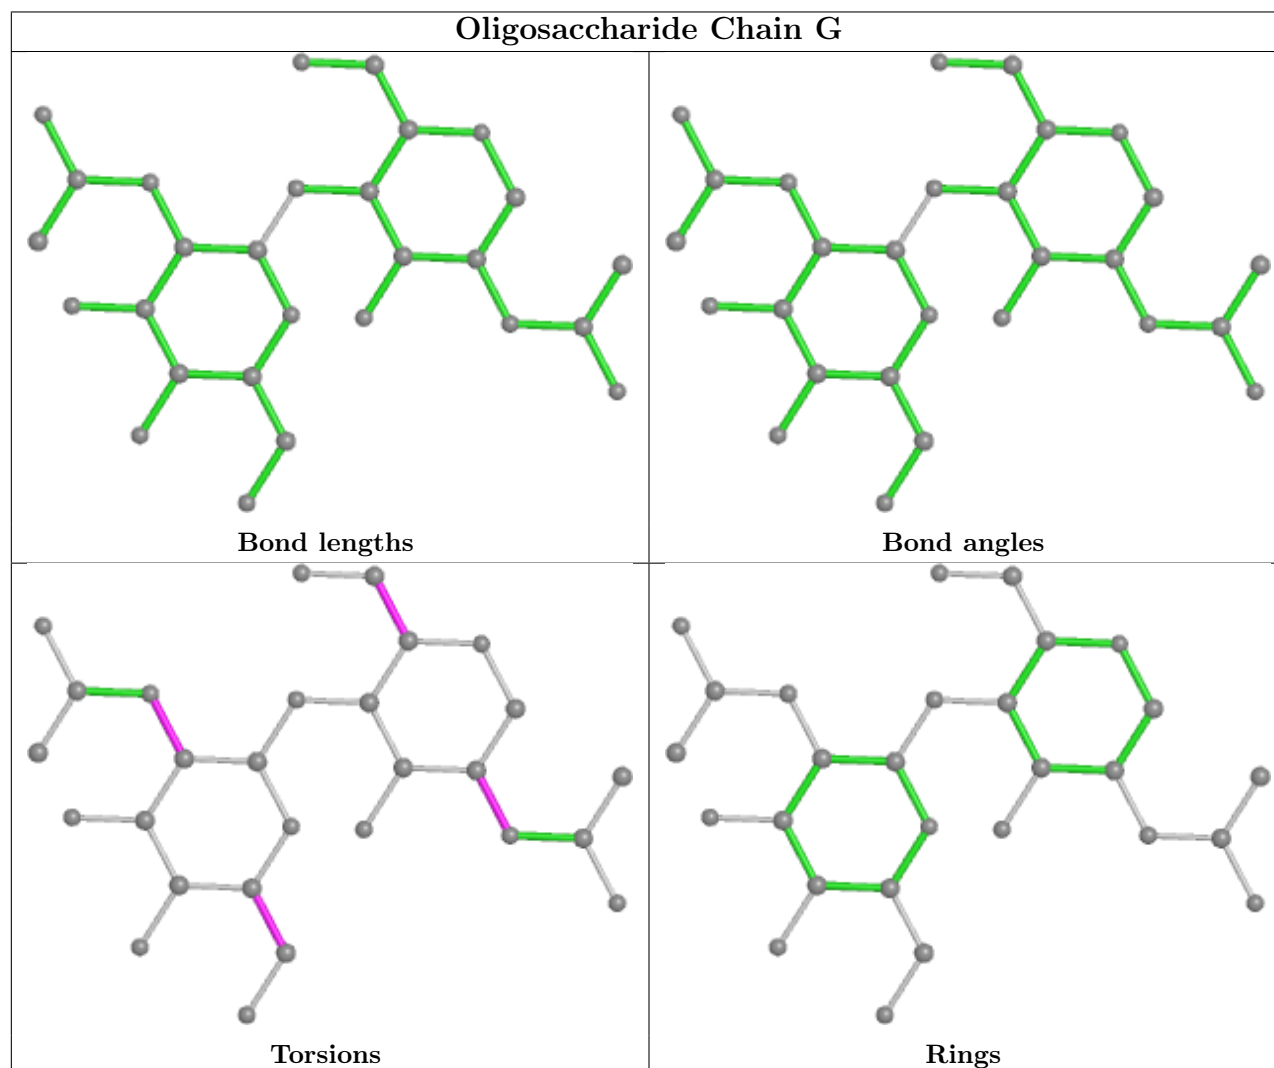 Oligosaccharide Chain G
Bond lengths
Bond angles
Torsions
Rings